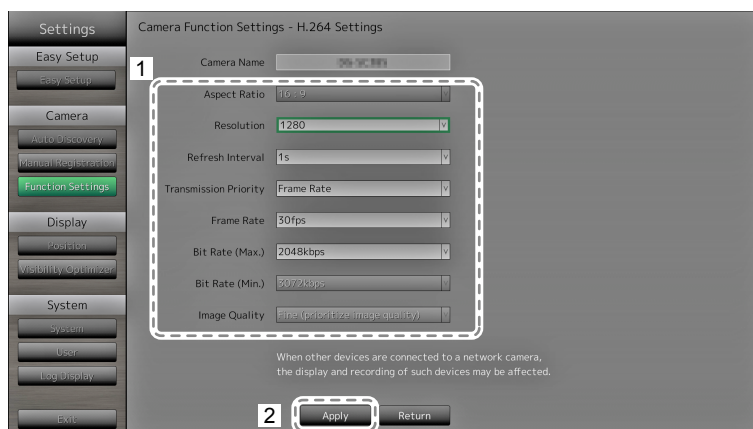 Settings
Camera Function Settings - H.264 Settings
Easy Setup
Easy Setup
Camera
Auto Discovery
Manual Registration
Function Settings
Display
Position
Visibility Optimizer
System
System
User
Log Display
Exit
1
Camera Name
Aspect Ratio 16:9
Resolution 1280
Refresh Interval 1s
Transmission Priority Frame Rate
Frame Rate 30fps
Bit Rate (Max.) 2048kbps
Bit Rate (Min.) 3072kbps
Image Quality Fine (prioritize image quality)
When other devices are connected to a network camera,
the display and recording of such devices may be affected.
2 Apply Return